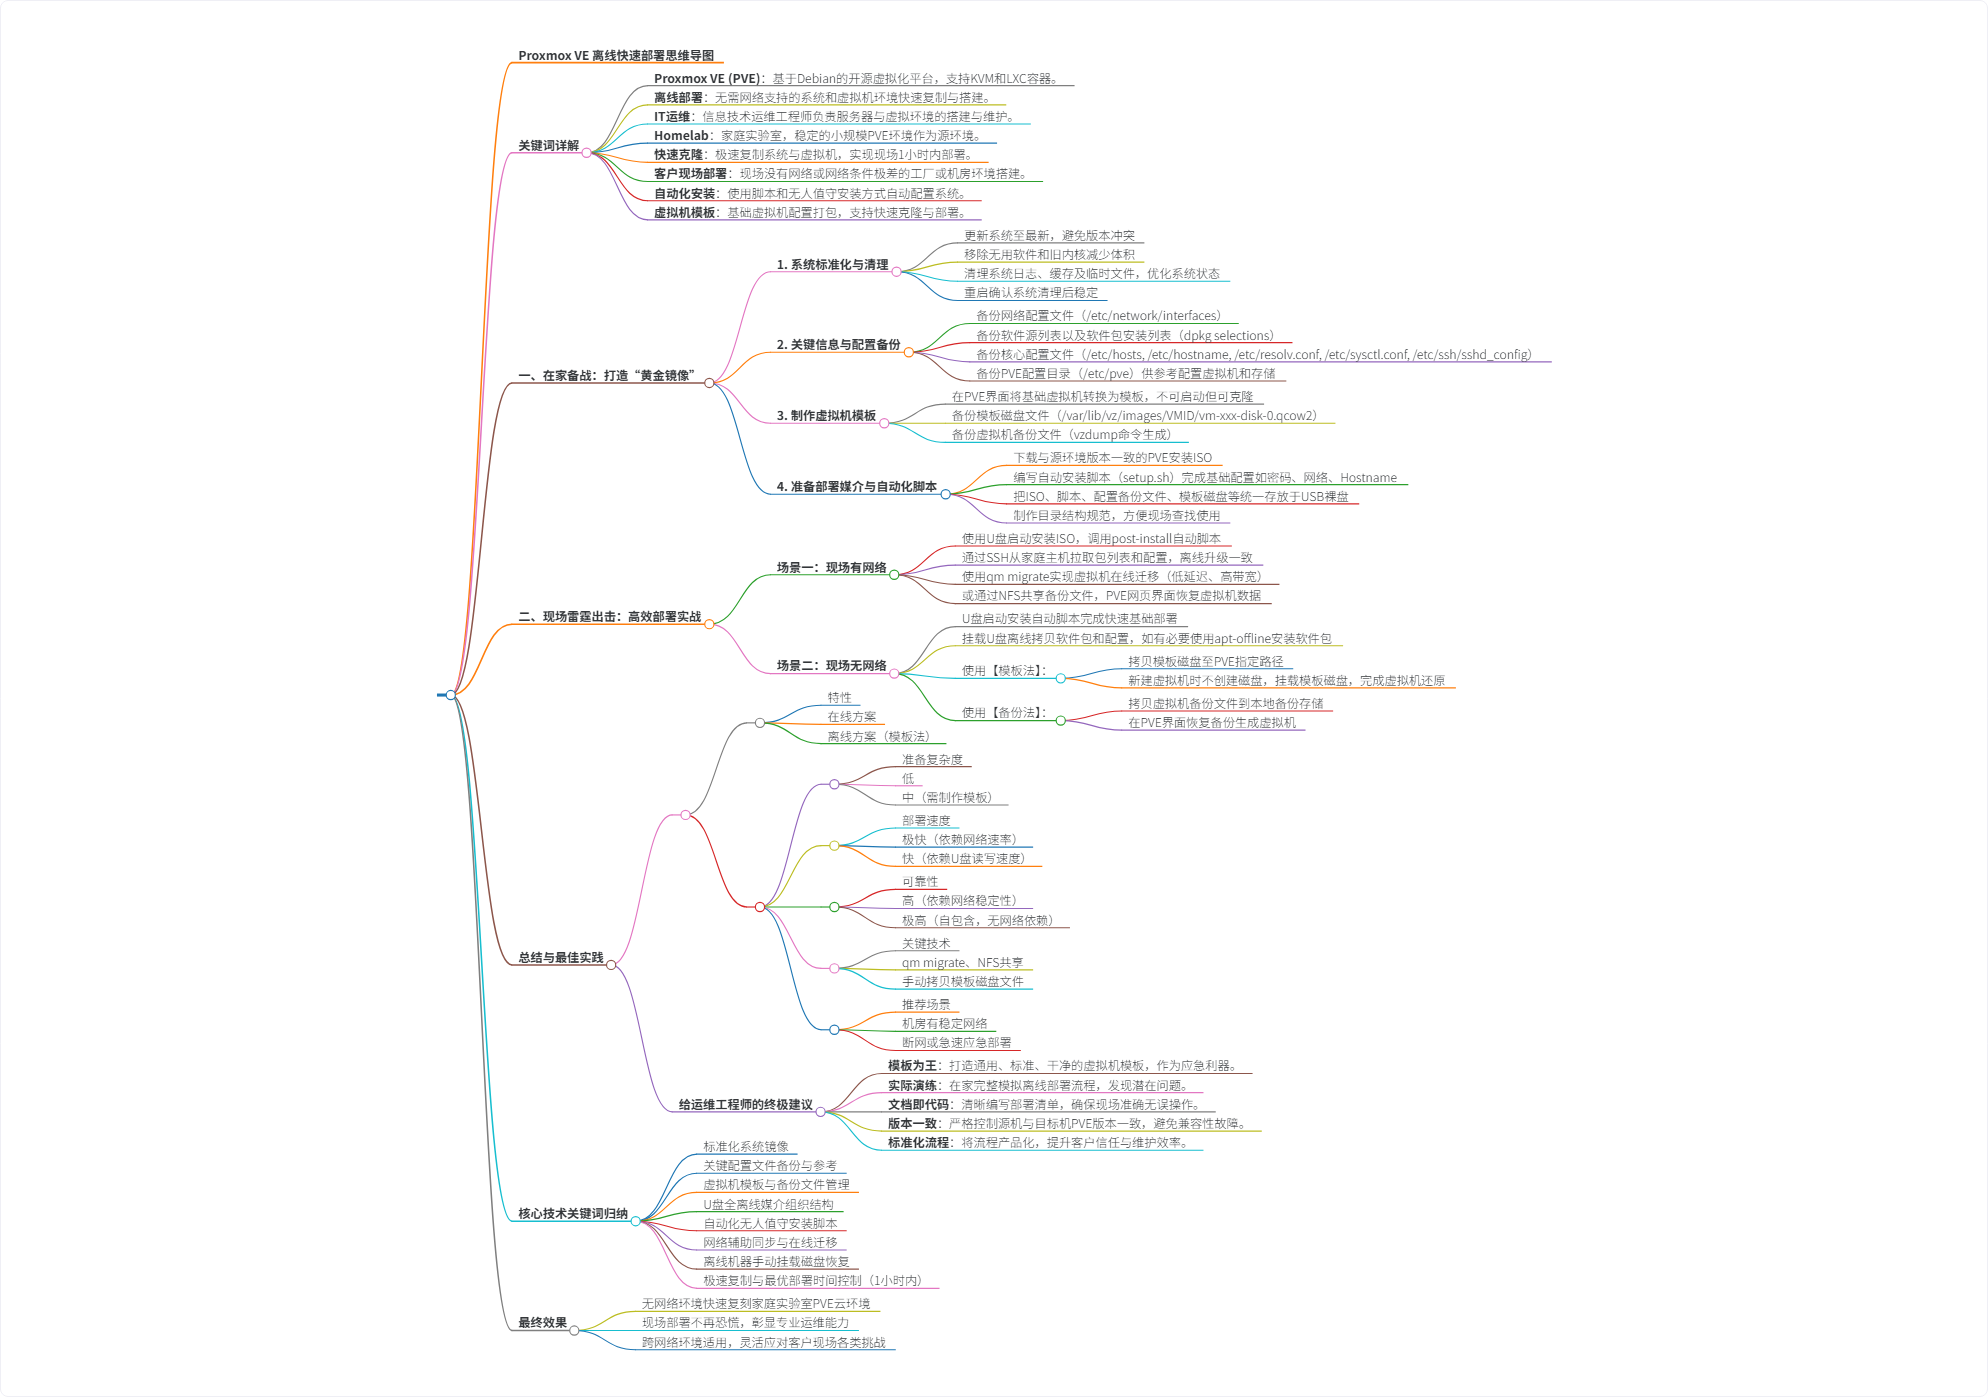 Proxmox VE 离线快速部署思维导图
关键词详解
Proxmox VE (PVE)：基于Debian的开源虚拟化平台，支持KVM和LXC容器。
离线部署：无需网络支持的系统和虚拟机环境快速复制与搭建。
IT运维：信息技术运维工程师负责服务器与虚拟环境的搭建与维护。
Homelab：家庭实验室，稳定的小规模PVE环境作为源环境。
快速克隆：极速复制系统与虚拟机，实现现场1小时内部署。
客户现场部署：现场没有网络或网络条件极差的工厂或机房环境搭建。
自动化安装：使用脚本和无人值守安装方式自动配置系统。
虚拟机模板：基础虚拟机配置打包，支持快速克隆与部署。
一、在家备战：打造“黄金镜像”
1. 系统标准化与清理
更新系统至最新，避免版本冲突
移除无用软件和旧内核减少体积
清理系统日志、缓存及临时文件，优化系统状态
重启确认系统清理后稳定
2. 关键信息与配置备份
备份网络配置文件（/etc/network/interfaces）
备份软件源列表以及软件包安装列表（dpkg selections）
备份核心配置文件（/etc/hosts, /etc/hostname, /etc/resolv.conf, /etc/sysctl.conf, /etc/ssh/sshd_config）
备份PVE配置目录（/etc/pve）供参考配置虚拟机和存储
3. 制作虚拟机模板
在PVE界面将基础虚拟机转换为模板，不可启动但可克隆
备份模板磁盘文件（/var/lib/vz/images/VMID/vm-xxx-disk-0.qcow2）
备份虚拟机备份文件（vzdump命令生成）
4. 准备部署媒介与自动化脚本
下载与源环境版本一致的PVE安装ISO
编写自动安装脚本（setup.sh）完成基础配置如密码、网络、Hostname
把ISO、脚本、配置备份文件、模板磁盘等统一存放于USB裸盘
制作目录结构规范，方便现场查找使用
二、现场雷霆出击：高效部署实战
场景一：现场有网络
使用U盘启动安装ISO，调用post-install自动脚本
通过SSH从家庭主机拉取包列表和配置，离线升级一致
使用qm migrate实现虚拟机在线迁移（低延迟、高带宽）
或通过NFS共享备份文件，PVE网页界面恢复虚拟机数据
场景二：现场无网络
U盘启动安装自动脚本完成快速基础部署
挂载U盘离线拷贝软件包和配置，如有必要使用apt-offline安装软件包
使用【模板法】：
拷贝模板磁盘至PVE指定路径
新建虚拟机时不创建磁盘，挂载模板磁盘，完成虚拟机还原
使用【备份法】：
拷贝虚拟机备份文件到本地备份存储
在PVE界面恢复备份生成虚拟机
总结与最佳实践
特性
在线方案
离线方案（模板法）
准备复杂度
低
中（需制作模板）
部署速度
极快（依赖网络速率）
快（依赖U盘读写速度）
可靠性
高（依赖网络稳定性）
极高（自包含，无网络依赖）
关键技术
qm migrate、NFS共享
手动拷贝模板磁盘文件
推荐场景
机房有稳定网络
断网或急速应急部署
给运维工程师的终极建议
模板为王：打造通用、标准、干净的虚拟机模板，作为应急利器。
实际演练：在家完整模拟离线部署流程，发现潜在问题。
文档即代码：清晰编写部署清单，确保现场准确无误操作。
版本一致：严格控制源机与目标机PVE版本一致，避免兼容性故障。
标准化流程：将流程产品化，提升客户信任与维护效率。
核心技术关键词归纳
标准化系统镜像
关键配置文件备份与参考
虚拟机模板与备份文件管理
U盘全离线媒介组织结构
自动化无人值守安装脚本
网络辅助同步与在线迁移
离线机器手动挂载磁盘恢复
极速复制与最优部署时间控制（1小时内）
最终效果
无网络环境快速复刻家庭实验室PVE云环境
现场部署不再恐慌，彰显专业运维能力
跨网络环境适用，灵活应对客户现场各类挑战